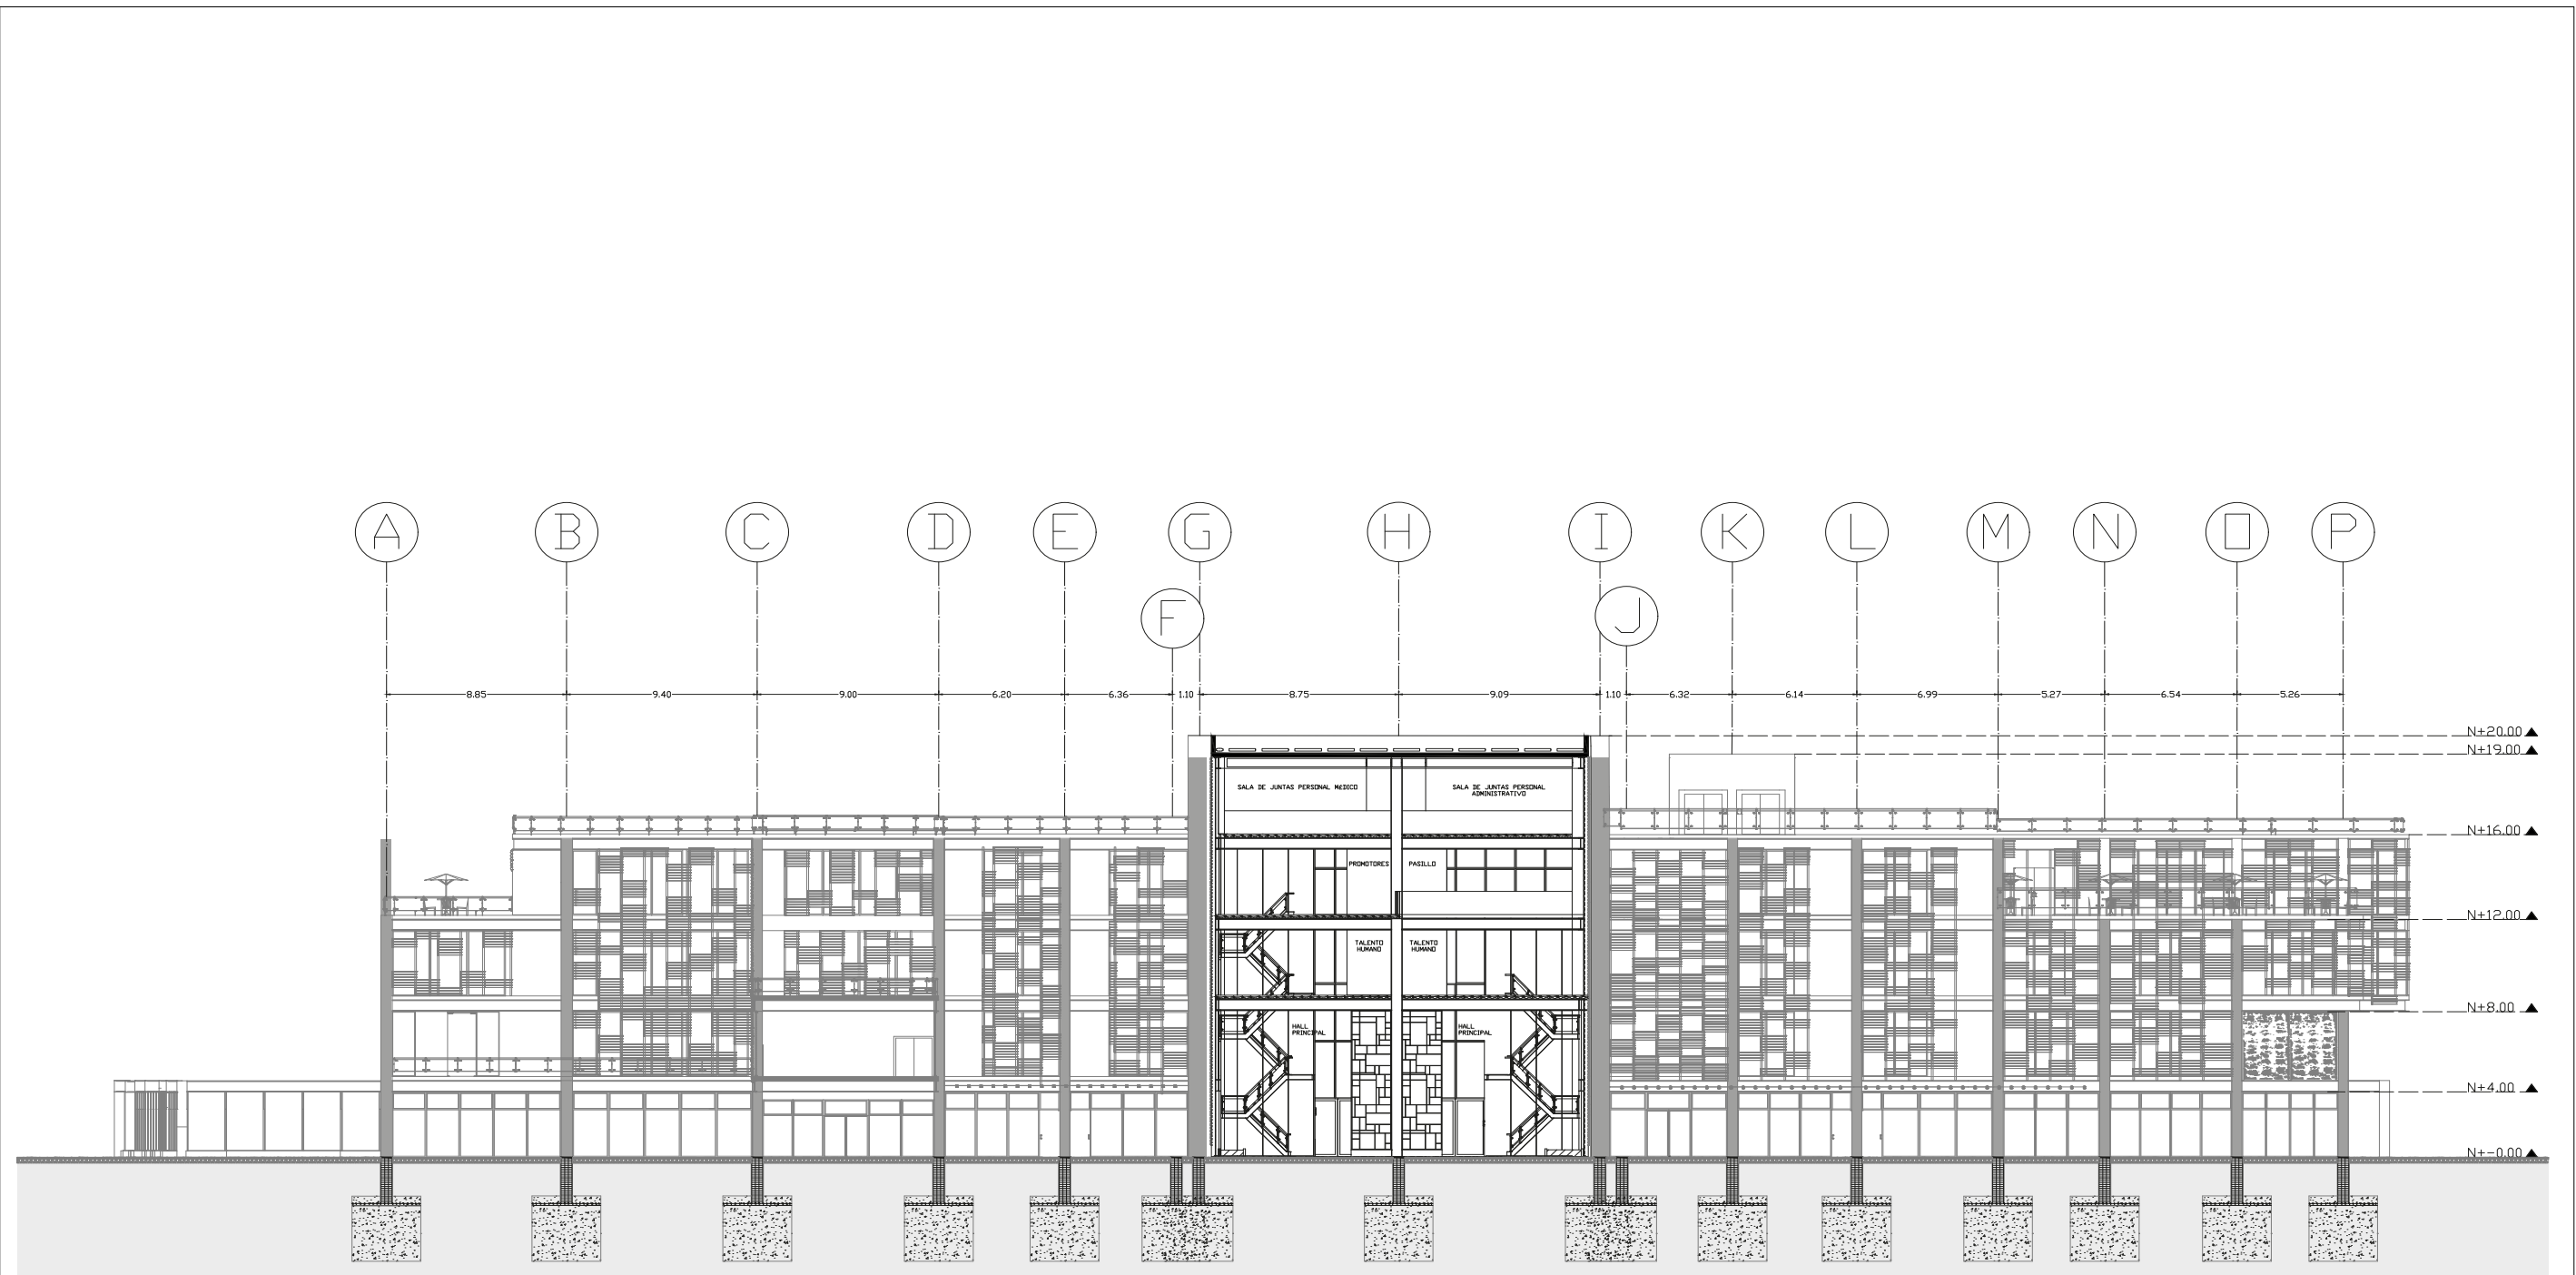 A B C D E G H I K L M N O P
F J
8.85 9.40 9.00 6.20 6.36 1.10 8.75 9.09 1.10 6.32 6.14 6.99 5.27 6.54 5.26
N+20.00
N+19.00
SALA DE JUNTAS PERSONAL MéDICO
SALA DE JUNTAS PERSONAL
ADMINISTRATIVO
N+16.00
PROMOTORES PASILLO
N+12.00
TALENTO
HUMANO
TALENTO
HUMANO
N+8.00
HALL
PRINCIPAL
HALL
PRINCIPAL
N+4.00
N+-0.00